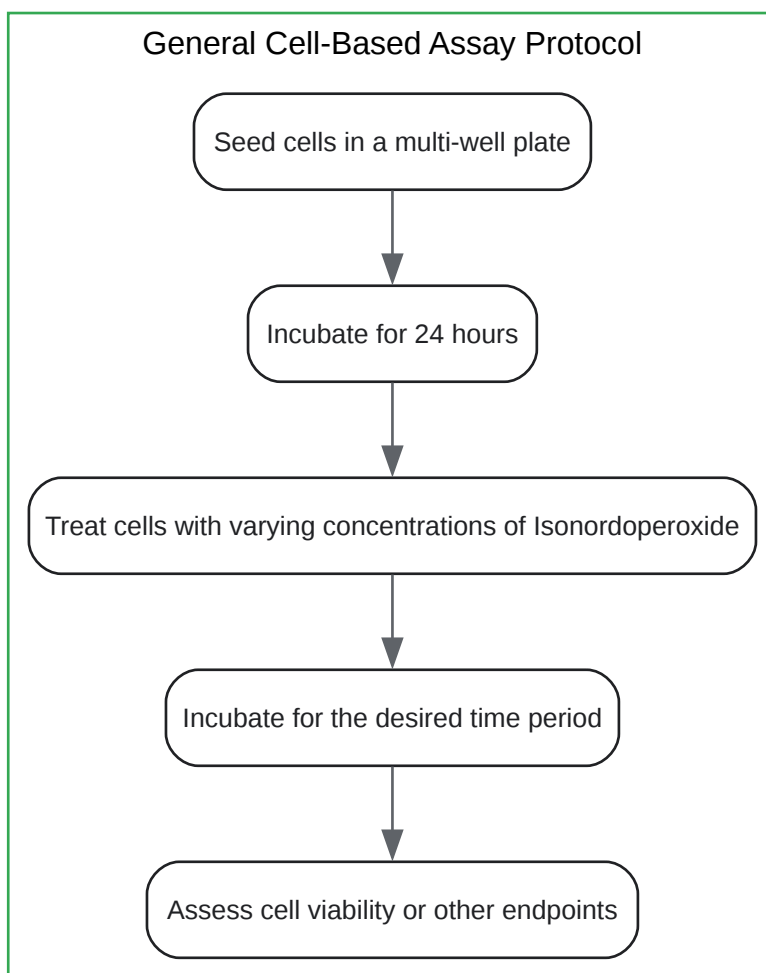 General Cell-Based Assay Protocol
Seed cells in a multi-well plate
Incubate for 24 hours
Treat cells with varying concentrations of Isonordoperoxide
Incubate for the desired time period
Assess cell viability or other endpoints